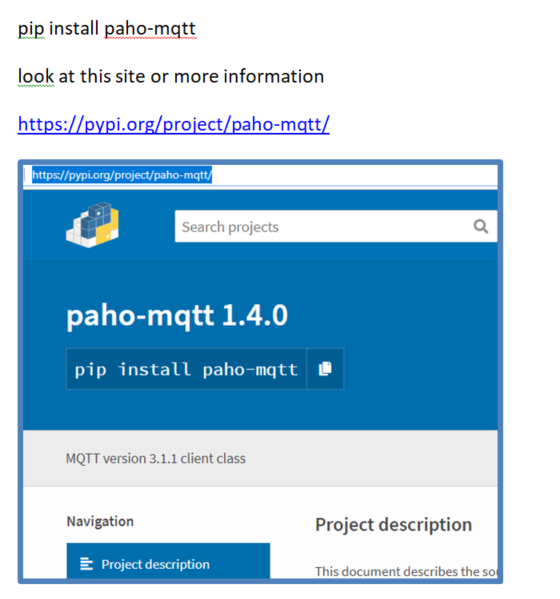 pip install paho-mqtt
look at this site or more information
https://pypi.org/project/paho-mqtt/
https://pypi.org/project/paho-mqtt/
Search projects
paho-mqtt 1.4.0
pip install paho-mqtt
MQTT version 3.1.1 client class
Navigation
Project description
Project description
This document describes the